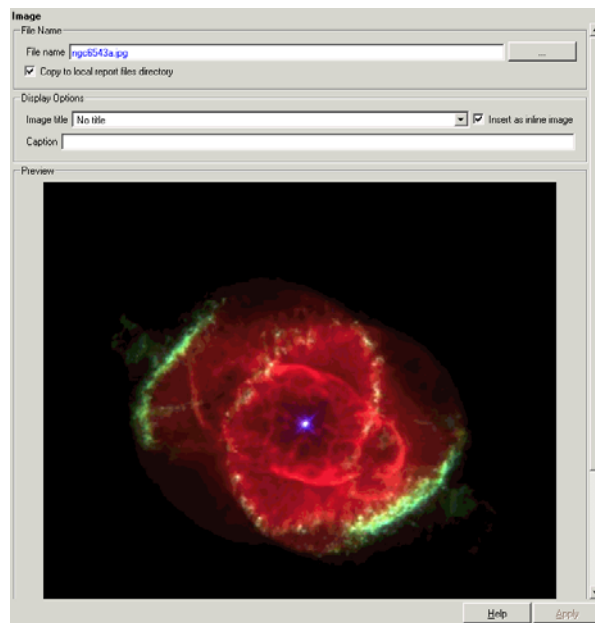 Image
File Name
File name ngc6543a.jpg ...
Copy to local report files directory
Display Options
Image title No title Insert as inline image
Caption
Preview
Help Apply